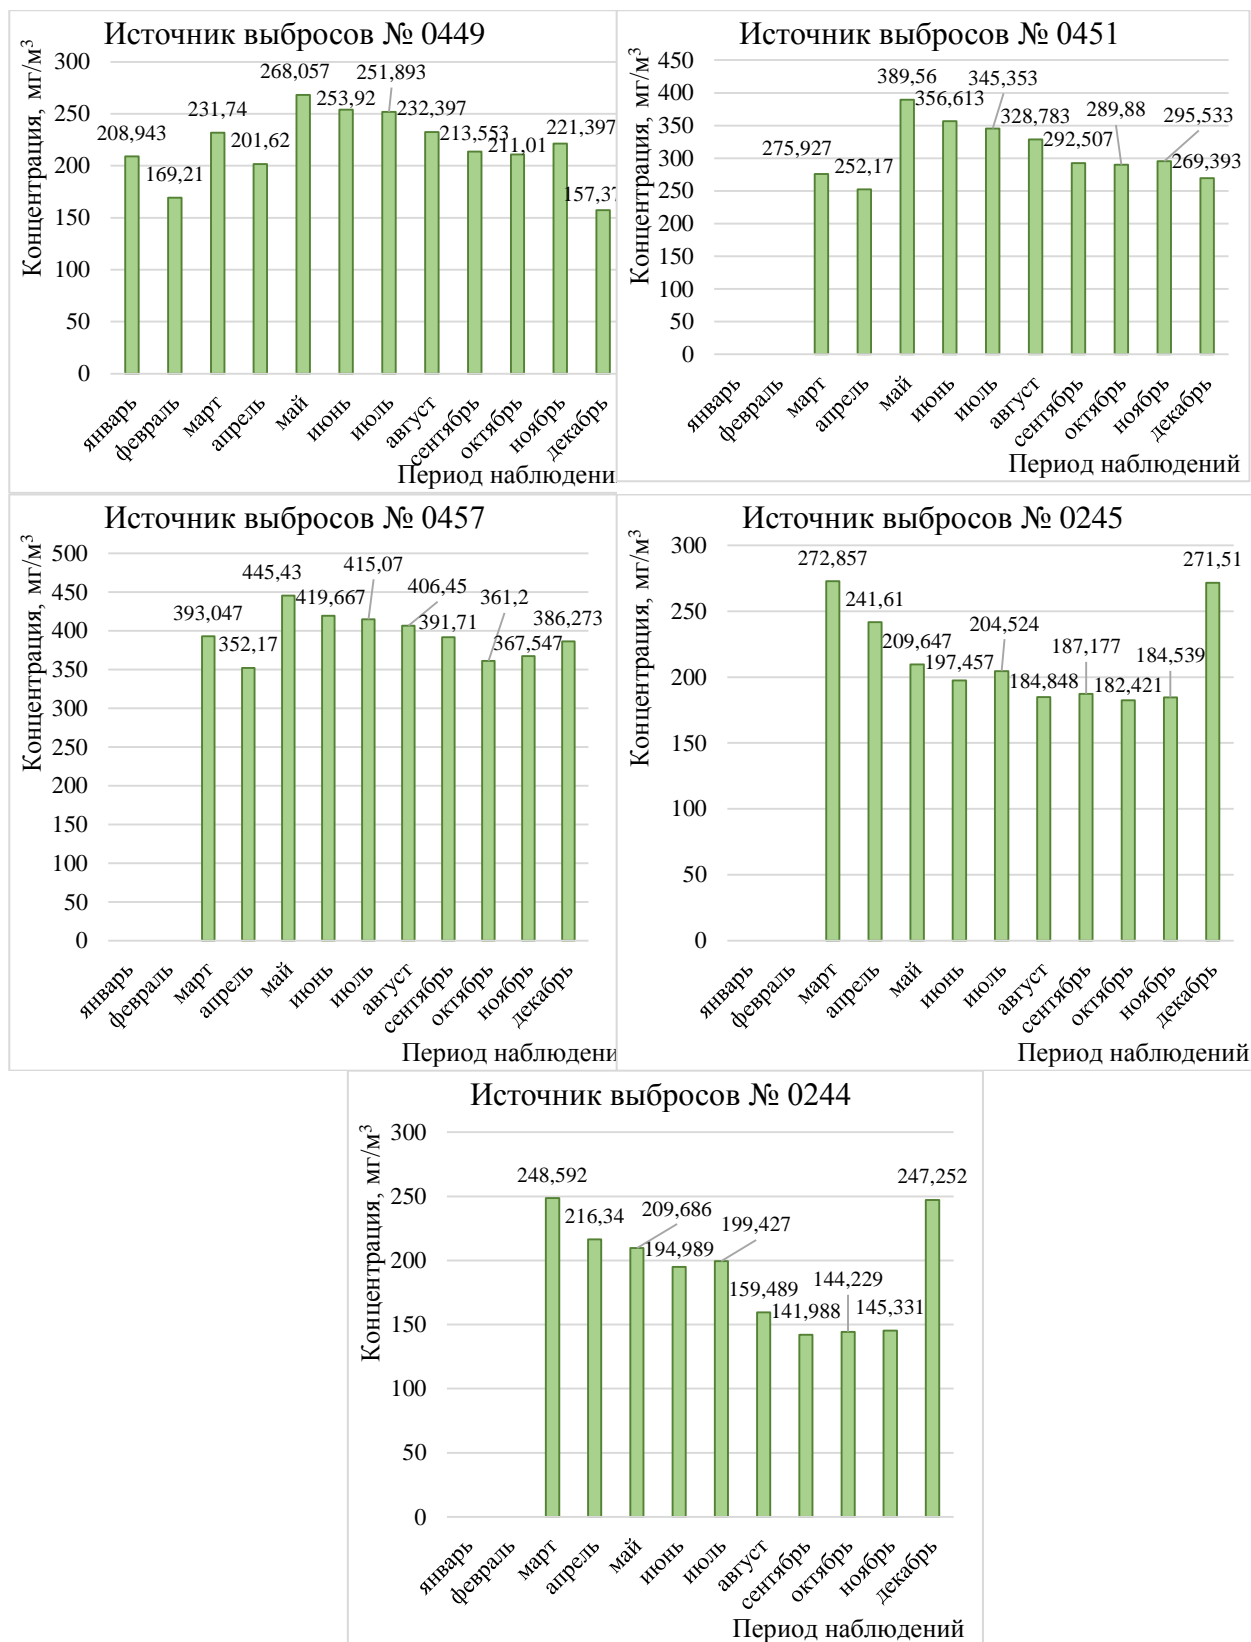 Источник выбросов № 0449
Концентрация, мг/м³
300
250
200
150
100
50
0
208,943
169,21
231,74
201,62
268,057
253,92
251,893
232,397
213,553
211,01
221,397
157,37
январь
февраль
март
апрель
май
июнь
июль
август
сентябрь
октябрь
ноябрь
декабрь
Период наблюдени
Источник выбросов № 0451
Концентрация, мг/м³
450
400
350
300
250
200
150
100
50
0
275,927
252,17
389,56
356,613
345,353
328,783
292,507
289,88
295,533
269,393
январь
февраль
март
апрель
май
июнь
июль
август
сентябрь
октябрь
ноябрь
декабрь
Период наблюдений
Источник выбросов № 0457
Концентрация, мг/м³
500
450
400
350
300
250
200
150
100
50
0
393,047
352,17
445,43
419,667
415,07
406,45
391,71
361,2
367,547
386,273
январь
февраль
март
апрель
май
июнь
июль
август
сентябрь
октябрь
ноябрь
декабрь
Период наблюдени
Источник выбросов № 0245
Концентрация, мг/м³
300
250
200
150
100
50
0
272,857
241,61
209,647
197,457
204,524
184,848
187,177
182,421
184,539
271,51
январь
февраль
март
апрель
май
июнь
июль
август
сентябрь
октябрь
ноябрь
декабрь
Период наблюдений
Источник выбросов № 0244
Концентрация, мг/м³
300
250
200
150
100
50
0
248,592
216,34
209,686
194,989
199,427
159,489
141,988
144,229
145,331
247,252
январь
февраль
март
апрель
май
июнь
июль
август
сентябрь
октябрь
ноябрь
декабрь
Период наблюдений